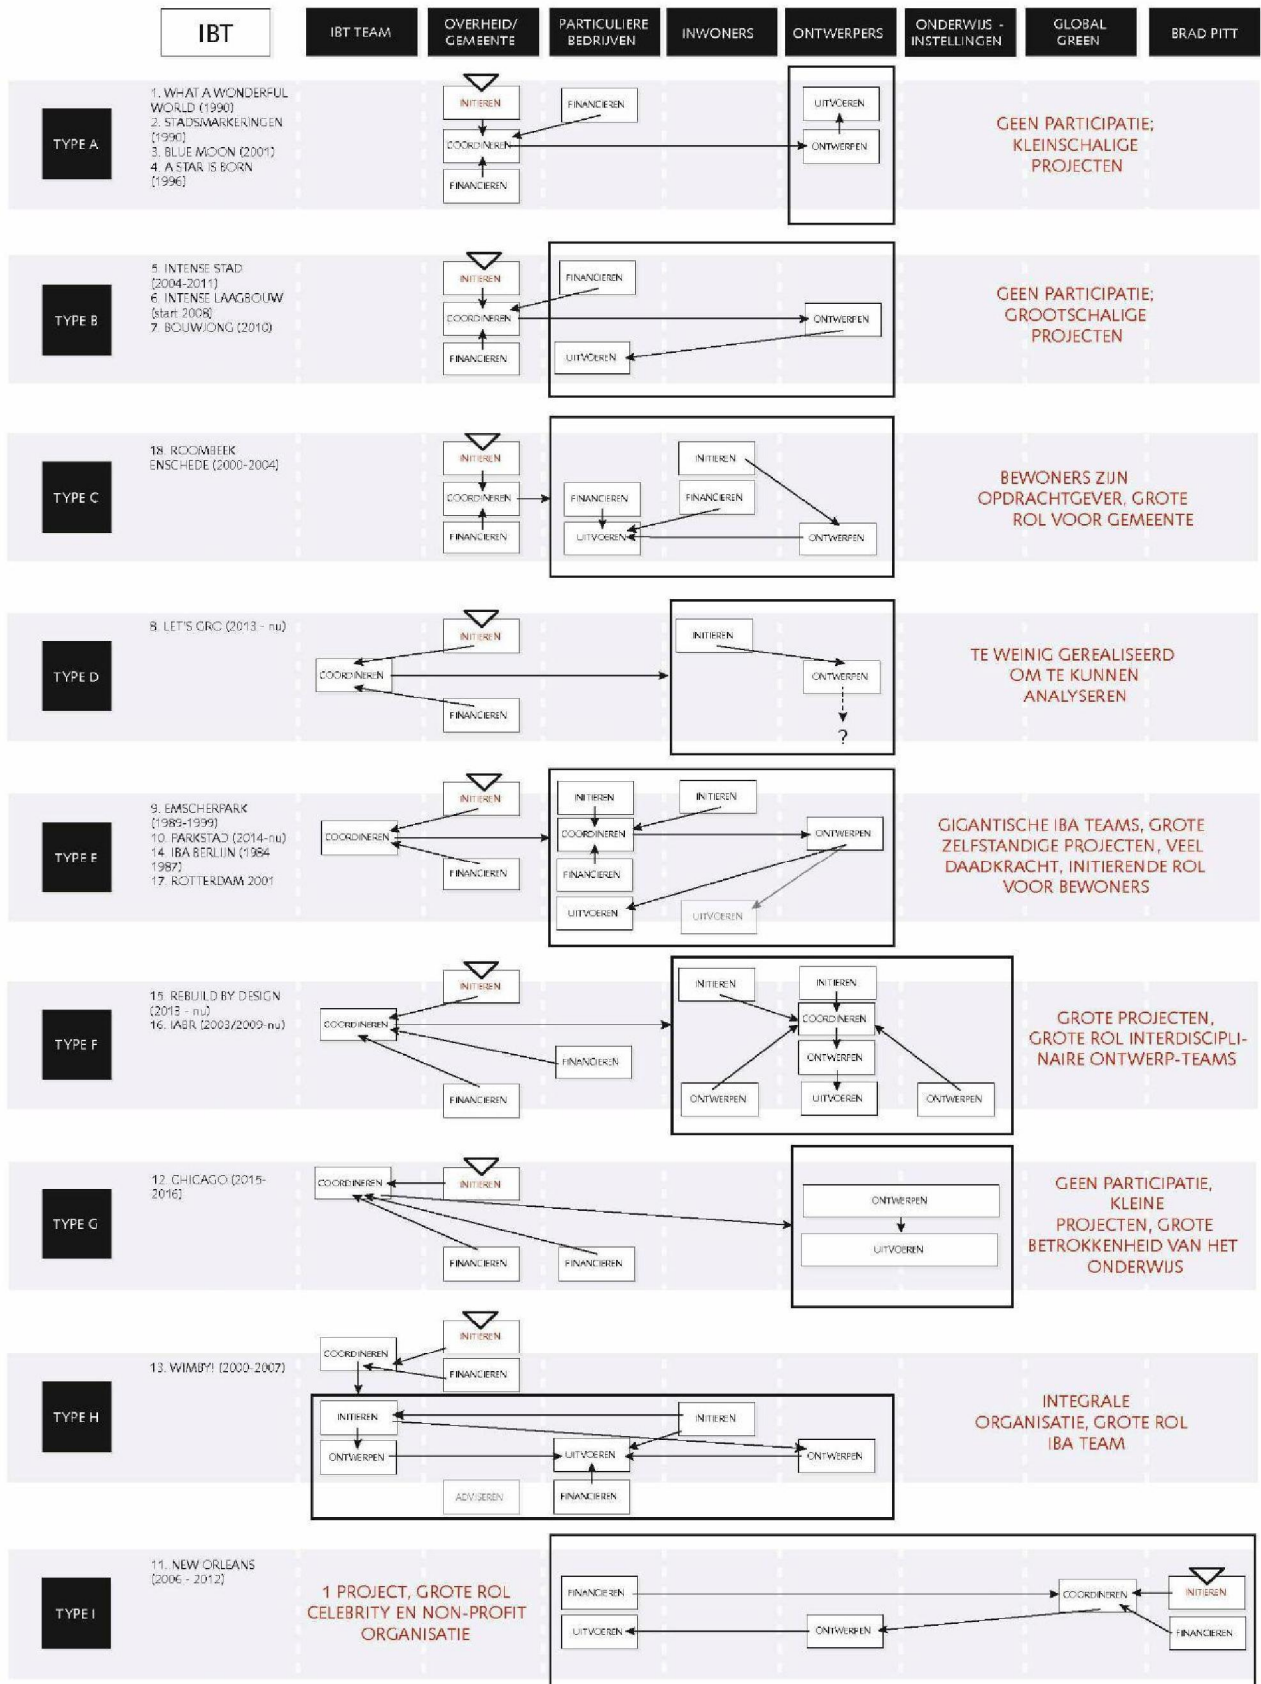 IBT
IBT TEAM
OVERHEID/
GEMEENTE
PARTICULIERE
BEDRIJVEN
INWONERS
ONTWERPERS
ONDERWIJS -
INSTELLINGEN
GLOBAL
GREEN
BRAD PITT
TYPE A
1. WHAT A WONDERFUL
WORLD (1990)
2. STADSMARKERINGEN
(1990)
3. BLUE MOON (2001)
4. A STAR IS BORN
(1996)
INITIEREN
FINANCIEREN
UITVOEREN
COORDINEREN
ONTWERPEN
FINANCIEREN
GEEN PARTICIPATIE;
KLEINSCHALIGE
PROJECTEN
TYPE B
5. INTENSE STAD
(2004-2011)
6. INTENSE LAAGBOUW
(start 2008)
7. BOUWJONG (2010)
INITIEREN
FINANCIEREN
COORDINEREN
ONTWERPEN
FINANCIEREN
UITVOEREN
GEEN PARTICIPATIE;
GROOTSCHALIGE
PROJECTEN
TYPE C
18. ROOMBEEK
ENSCHEDE (2000-2004)
INITIEREN
INITIEREN
COORDINEREN
FINANCIEREN
FINANCIEREN
FINANCIEREN
UITVOEREN
ONTWERPEN
BEWONERS ZIJN
OPDRACHTGEVER, GROTE
ROL VOOR GEMEENTE
TYPE D
8. LET'S GRO (2013 - nu)
INITIEREN
INITIEREN
COORDINEREN
ONTWERPEN
FINANCIEREN
?
TE WEINIG GEREALISEERD
OM TE KUNNEN
ANALYSEREN
TYPE E
9. EMSCHERPARK
(1989-1999)
10. PARKSTAD (2014-nu)
14. IBA BERLIJN (1984
1987)
17. ROTTERDAM 2001
INITIEREN
INITIEREN
INITIEREN
COORDINEREN
COORDINEREN
ONTWERPEN
FINANCIEREN
FINANCIEREN
UITVOEREN
UITVOEREN
GIGANTISCHE IBA TEAMS, GROTE
ZELFSTANDIGE PROJECTEN, VEEL
DAADKRACHT, INITIERENDE ROL
VOOR BEWONERS
TYPE F
15. REBUILD BY DESIGN
(2013 - nu)
16. IABR (2003/2009-nu)
INITIEREN
INITIEREN
INITIEREN
COORDINEREN
COORDINEREN
FINANCIEREN
ONTWERPEN
FINANCIEREN
ONTWERPEN
UITVOEREN
ONTWERPEN
GROTE PROJECTEN,
GROTE ROL INTERDISCIPLI-
NAIRE ONTWERP-TEAMS
TYPE G
12. CHICAGO (2015-
2016)
COORDINEREN
INITIEREN
ONTWERPEN
FINANCIEREN
FINANCIEREN
UITVOEREN
GEEN PARTICIPATIE,
KLEINE
PROJECTEN, GROTE
BETROKKENHEID VAN HET
ONDERWIJS
TYPE H
13. WIMBY! (2000-2007)
INITIEREN
COORDINEREN
FINANCIEREN
INITIEREN
INITIEREN
ONTWERPEN
UITVOEREN
ONTWERPEN
ADVISEREN
FINANCIEREN
INTEGRALE
ORGANISATIE, GROTE ROL
IBA TEAM
TYPE I
11. NEW ORLEANS
(2006 - 2012)
1 PROJECT, GROTE ROL
CELEBRITY EN NON-PROFIT
ORGANISATIE
FINANCIEREN
COORDINEREN
INITIEREN
UITVOEREN
ONTWERPEN
FINANCIEREN